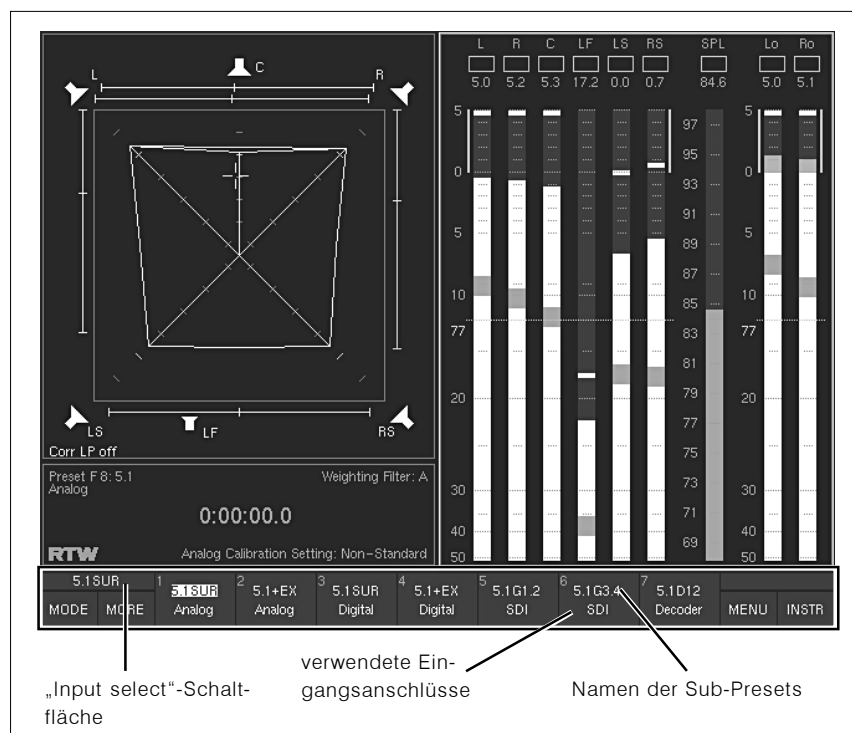 L R C LF LS RS SPL Lo Ro
5.0 5.2 5.3 17.2 0.0 0.7 84.6 5.0 5.1
L C R
LS LF RS
Corr LP off
5 0 5 10 77 20 30 40 50
97 95 93 91 89 87 85 83 81 79 77 75 73 71 69
5 0 5 10 77 20 30 40 50
Preset F 8: 5.1 Weighting Filter: A
Analog
0:00:00.0
RTW Analog Calibration Setting: Non-Standard
5.1SUR
MODE MORE
1 5.1SUR Analog
2 5.1+EX Analog
3 5.1SUR Digital
4 5.1+EX Digital
5 5.1G1.2 SDI
6 5.1G3.4 SDI
7 5.1D12 Decoder
MENU INSTR
„Input select“-Schalt-
fläche
verwendete Ein-
gangsanschlüsse
Namen der Sub-Presets